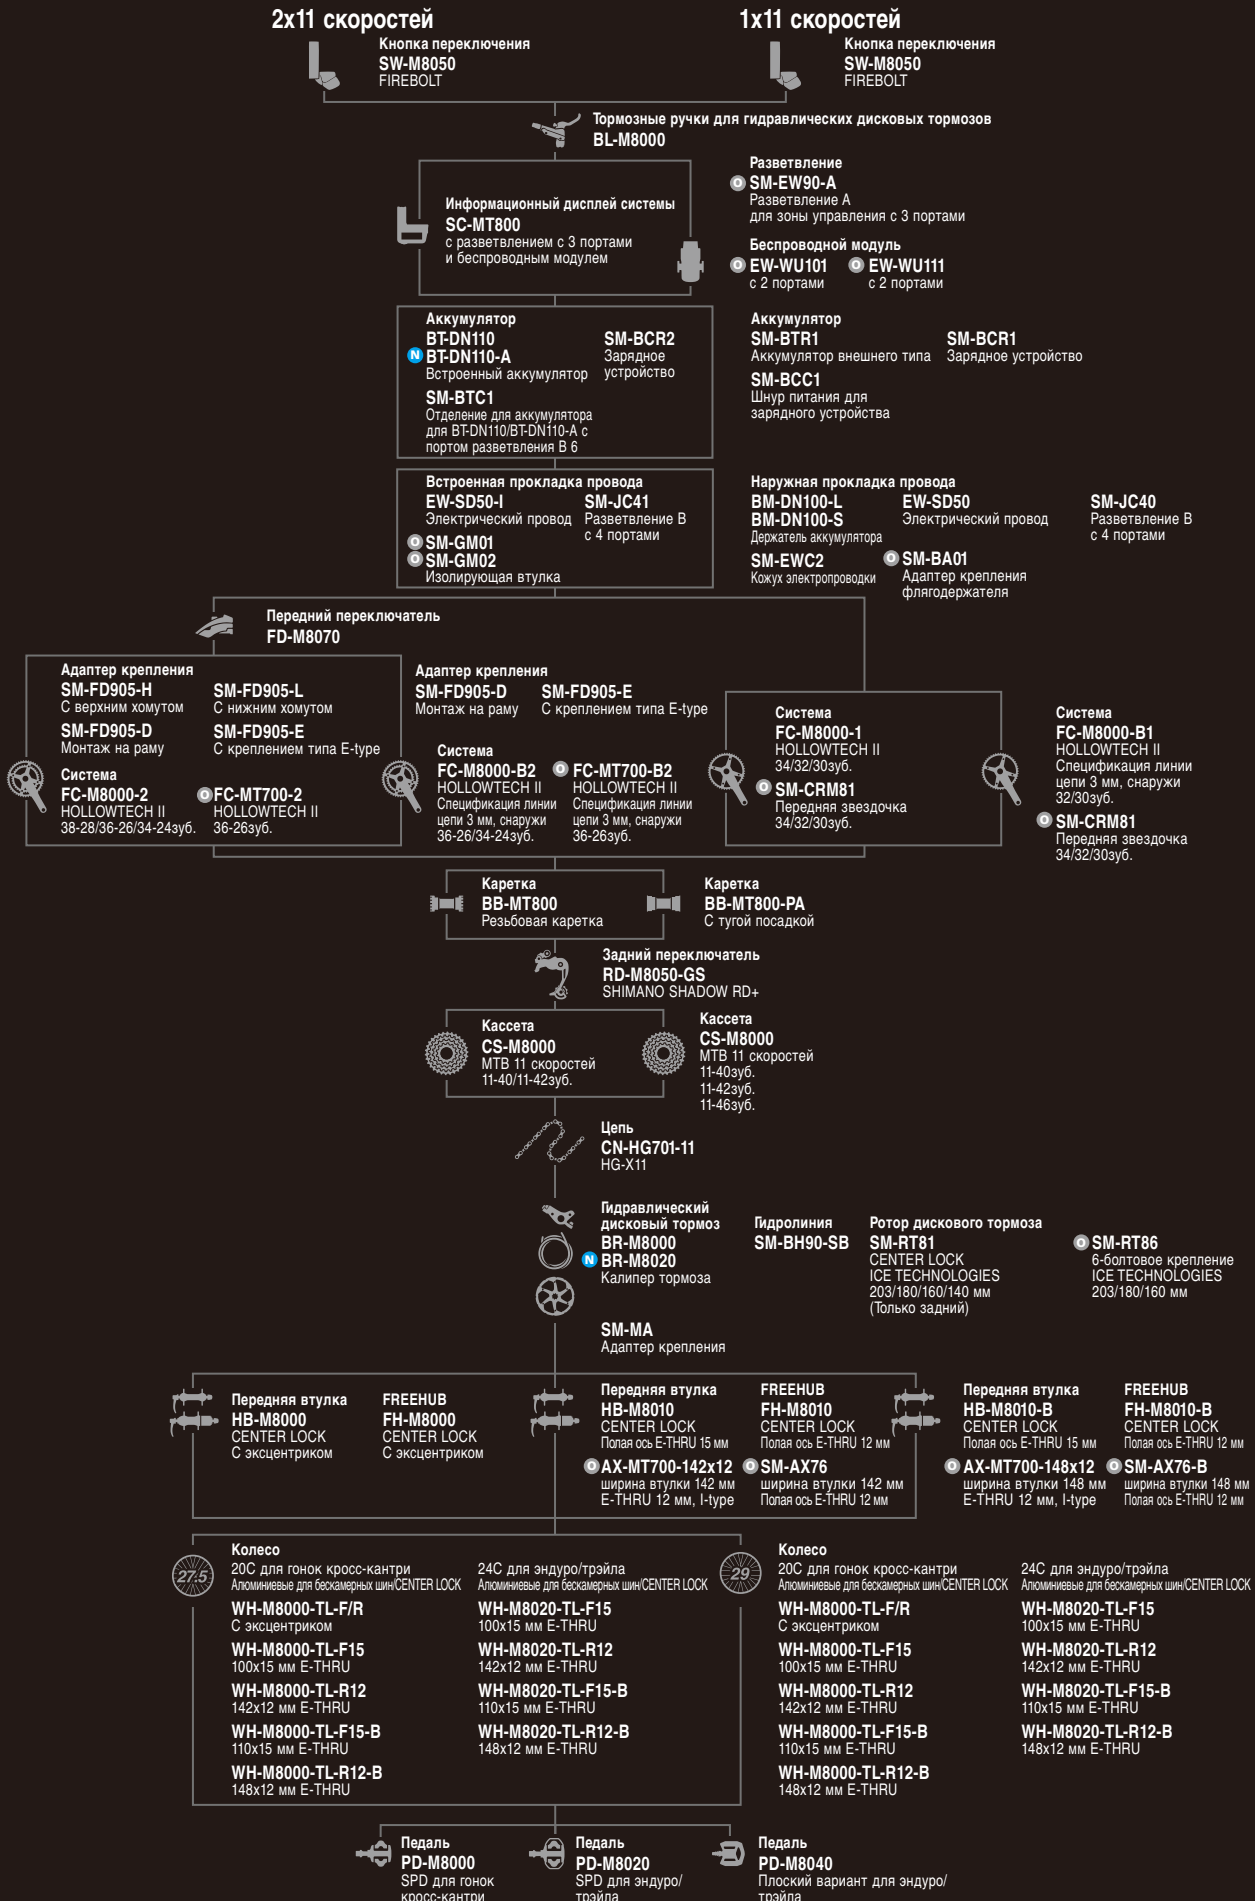 2x11 скоростей
1x11 скоростей
Кнопка переключения
SW-M8050
FIREBOLT
Кнопка переключения
SW-M8050
FIREBOLT
Тормозные ручки для гидравлических дисковых тормозов
BL-M8000
Информационный дисплей системы
SC-MT800
с разветвлением с 3 портами
и беспроводным модулем
Разветвление
O SM-EW90-A
Разветвление A
для зоны управления с 3 портами
Беспроводной модуль
O EW-WU101
с 2 портами
O EW-WU111
с 2 портами
Аккумулятор
BT-DN110
N BT-DN110-A
Встроенный аккумулятор
SM-BCR2
Зарядное
устройство
SM-BTC1
Отделение для аккумулятора
для BT-DN110/BT-DN110-A с
портом разветвления B 6
Аккумулятор
SM-BTR1
Аккумулятор внешнего типа
SM-BCR1
Зарядное устройство
SM-BCC1
Шнур питания для
зарядного устройства
Встроенная прокладка провода
EW-SD50-I
Электрический провод
SM-JC41
Разветвление B
с 4 портами
O SM-GM01
O SM-GM02
Изолирующая втулка
Наружная прокладка провода
BM-DN100-L
BM-DN100-S
Держатель аккумулятора
EW-SD50
Электрический провод
SM-JC40
Разветвление B
с 4 портами
SM-EWC2
Кожух электропроводки
O SM-BA01
Адаптер крепления
флягодержателя
Передний переключатель
FD-M8070
Адаптер крепления
SM-FD905-H
С верхним хомутом
SM-FD905-L
С нижним хомутом
SM-FD905-D
Монтаж на раму
SM-FD905-E
С креплением типа E-type
Система
FC-M8000-2
HOLLOWTECH II
38-28/36-26/34-24зуб.
O FC-MT700-2
HOLLOWTECH II
36-26зуб.
Адаптер крепления
SM-FD905-D
Монтаж на раму
SM-FD905-E
С креплением типа E-type
Система
FC-M8000-B2
HOLLOWTECH II
Спецификация линии
цепи 3 мм, снаружи
36-26/34-24зуб.
O FC-MT700-B2
HOLLOWTECH II
Спецификация линии
цепи 3 мм, снаружи
36-26зуб.
Система
FC-M8000-1
HOLLOWTECH II
34/32/30зуб.
O SM-CRM81
Передняя звездочка
34/32/30зуб.
Система
FC-M8000-B1
HOLLOWTECH II
Спецификация линии
цепи 3 мм, снаружи
32/30зуб.
O SM-CRM81
Передняя звездочка
34/32/30зуб.
Каретка
BB-MT800
Резьбовая каретка
Каретка
BB-MT800-PA
С тугой посадкой
Задний переключатель
RD-M8050-GS
SHIMANO SHADOW RD+
Кассета
CS-M8000
MTB 11 скоростей
11-40/11-42зуб.
Кассета
CS-M8000
MTB 11 скоростей
11-40зуб.
11-42зуб.
11-46зуб.
Цепь
CN-HG701-11
HG-X11
Гидравлический
дисковый тормоз
BR-M8000
N BR-M8020
Калипер тормоза
Гидролиния
SM-BH90-SB
Ротор дискового тормоза
SM-RT81
CENTER LOCK
ICE TECHNOLOGIES
203/180/160/140 мм
(Только задний)
O SM-RT86
6-болтовое крепление
ICE TECHNOLOGIES
203/180/160 мм
SM-MA
Адаптер крепления
Передняя втулка
HB-M8000
CENTER LOCK
С эксцентриком
FREEHUB
FH-M8000
CENTER LOCK
С эксцентриком
Передняя втулка
HB-M8010
CENTER LOCK
Полая ось E-THRU 15 мм
FREEHUB
FH-M8010
CENTER LOCK
Полая ось E-THRU 12 мм
O AX-MT700-142x12
ширина втулки 142 мм
E-THRU 12 мм, I-type
O SM-AX76
ширина втулки 142 мм
Полая ось E-THRU 12 мм
Передняя втулка
HB-M8010-B
CENTER LOCK
Полая ось E-THRU 15 мм
FREEHUB
FH-M8010-B
CENTER LOCK
Полая ось E-THRU 12 мм
O AX-MT700-148x12
ширина втулки 148 мм
E-THRU 12 мм, I-type
O SM-AX76-B
ширина втулки 148 мм
Полая ось E-THRU 12 мм
27.5
Колесо
20C для гонок кросс-кантри
Алюминиевые для бескамерных шин/CENTER LOCK
WH-M8000-TL-F/R
С эксцентриком
WH-M8000-TL-F15
100x15 мм E-THRU
WH-M8000-TL-R12
142x12 мм E-THRU
WH-M8000-TL-F15-B
110x15 мм E-THRU
WH-M8000-TL-R12-B
148x12 мм E-THRU
24C для эндуро/трэйла
Алюминиевые для бескамерных шин/CENTER LOCK
WH-M8020-TL-F15
100x15 мм E-THRU
WH-M8020-TL-R12
142x12 мм E-THRU
WH-M8020-TL-F15-B
110x15 мм E-THRU
WH-M8020-TL-R12-B
148x12 мм E-THRU
29
Колесо
20C для гонок кросс-кантри
Алюминиевые для бескамерных шин/CENTER LOCK
WH-M8000-TL-F/R
С эксцентриком
WH-M8000-TL-F15
100x15 мм E-THRU
WH-M8000-TL-R12
142x12 мм E-THRU
WH-M8000-TL-F15-B
110x15 мм E-THRU
WH-M8000-TL-R12-B
148x12 мм E-THRU
24C для эндуро/трэйла
Алюминиевые для бескамерных шин/CENTER LOCK
WH-M8020-TL-F15
100x15 мм E-THRU
WH-M8020-TL-R12
142x12 мм E-THRU
WH-M8020-TL-F15-B
110x15 мм E-THRU
WH-M8020-TL-R12-B
148x12 мм E-THRU
Педаль
PD-M8000
SPD для гонок
кросс-кантри
Педаль
PD-M8020
SPD для эндуро/
трэйла
Педаль
PD-M8040
Плоский вариант для эндуро/
трэйла